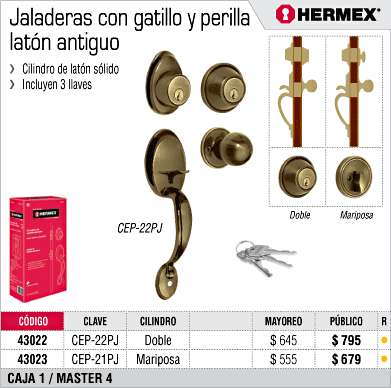 Jaladeras con gatillo y perilla
latón antiguo
HERMEX®
Cilindro de latón sólido
Incluyen 3 llaves
CEP-22PJ
Doble
Mariposa
HERMEX
CÓDIGO CLAVE CILINDRO MAYOREO PÚBLICO R
43022 CEP-22PJ Doble $ 645 $ 795
43023 CEP-21PJ Mariposa $ 555 $ 679
CAJA 1 / MASTER 4